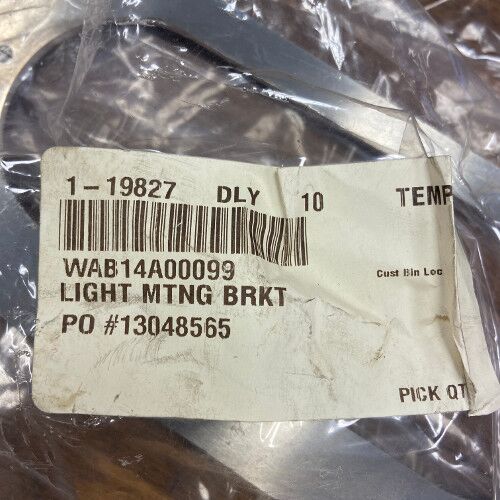 1-19827 DLY 10 TEMP
WAB14A00099
Cust Bin Loc
LIGHT MTNG BRKT
PO #13048565
PICK QT